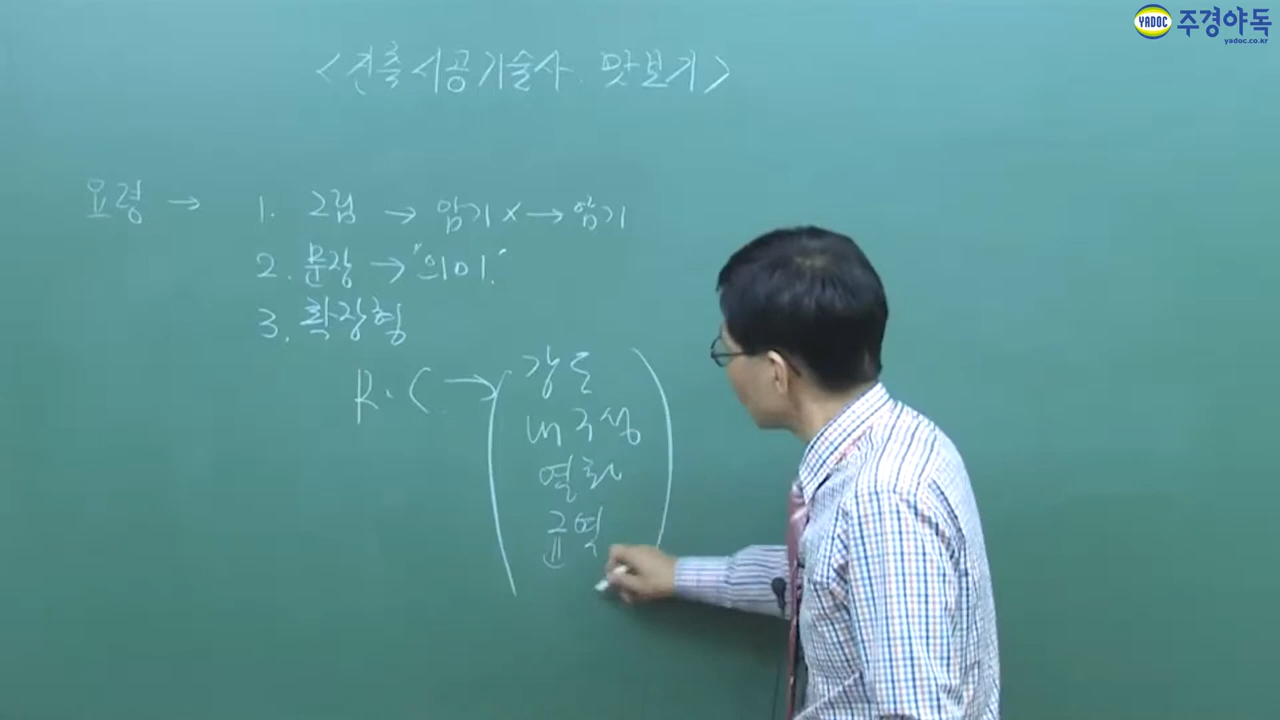 YADOC 주경야독
yadoc.co.kr
<건축시공기술사. 맛보기>
요령 → 1. 그림 → 암기 × → 암기
2. 문장 → "의미."
3. 확장형
R.C → ( 강도
내구성
열화
균열 )